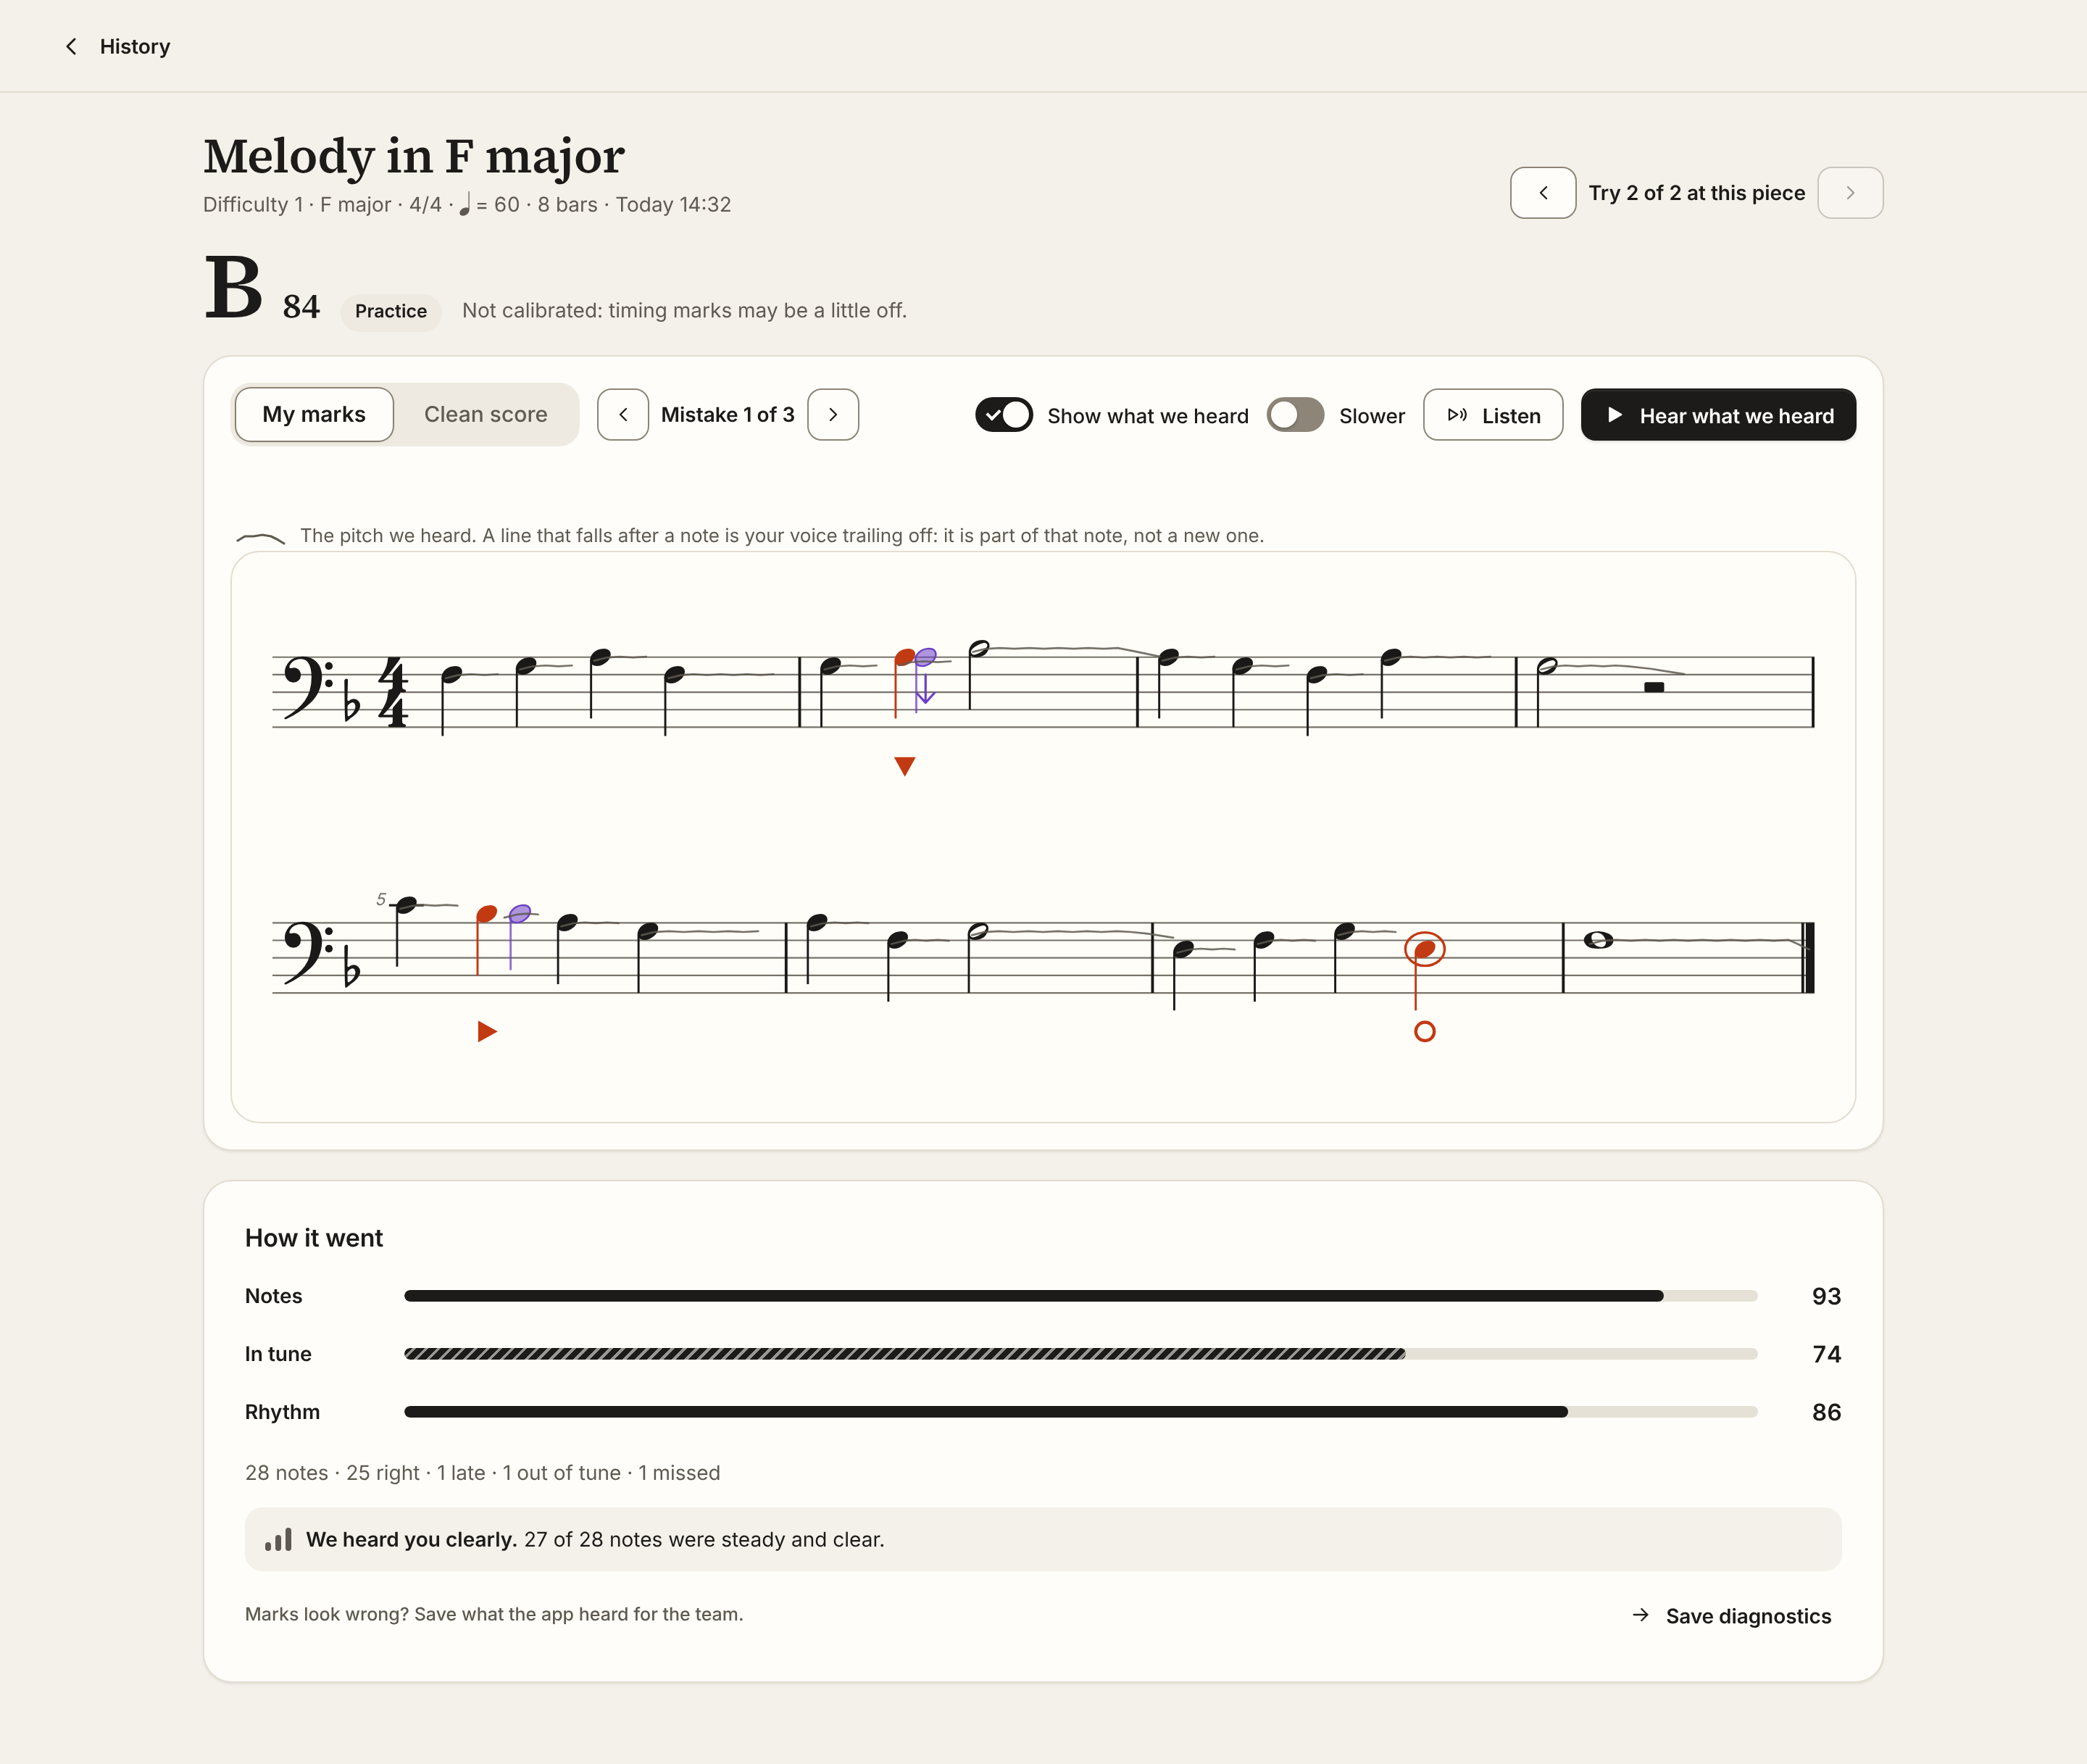 History
Melody in F major
Difficulty 1 · F major · 4/4 · ♩ = 60 · 8 bars · Today 14:32
Try 2 of 2 at this piece
B 84 Practice Not calibrated: timing marks may be a little off.
My marks Clean score Mistake 1 of 3 Show what we heard Slower Listen Hear what we heard
The pitch we heard. A line that falls after a note is your voice trailing off: it is part of that note, not a new one.
4
4
5
How it went
Notes 93
In tune 74
Rhythm 86
28 notes · 25 right · 1 late · 1 out of tune · 1 missed
We heard you clearly. 27 of 28 notes were steady and clear.
Marks look wrong? Save what the app heard for the team. Save diagnostics